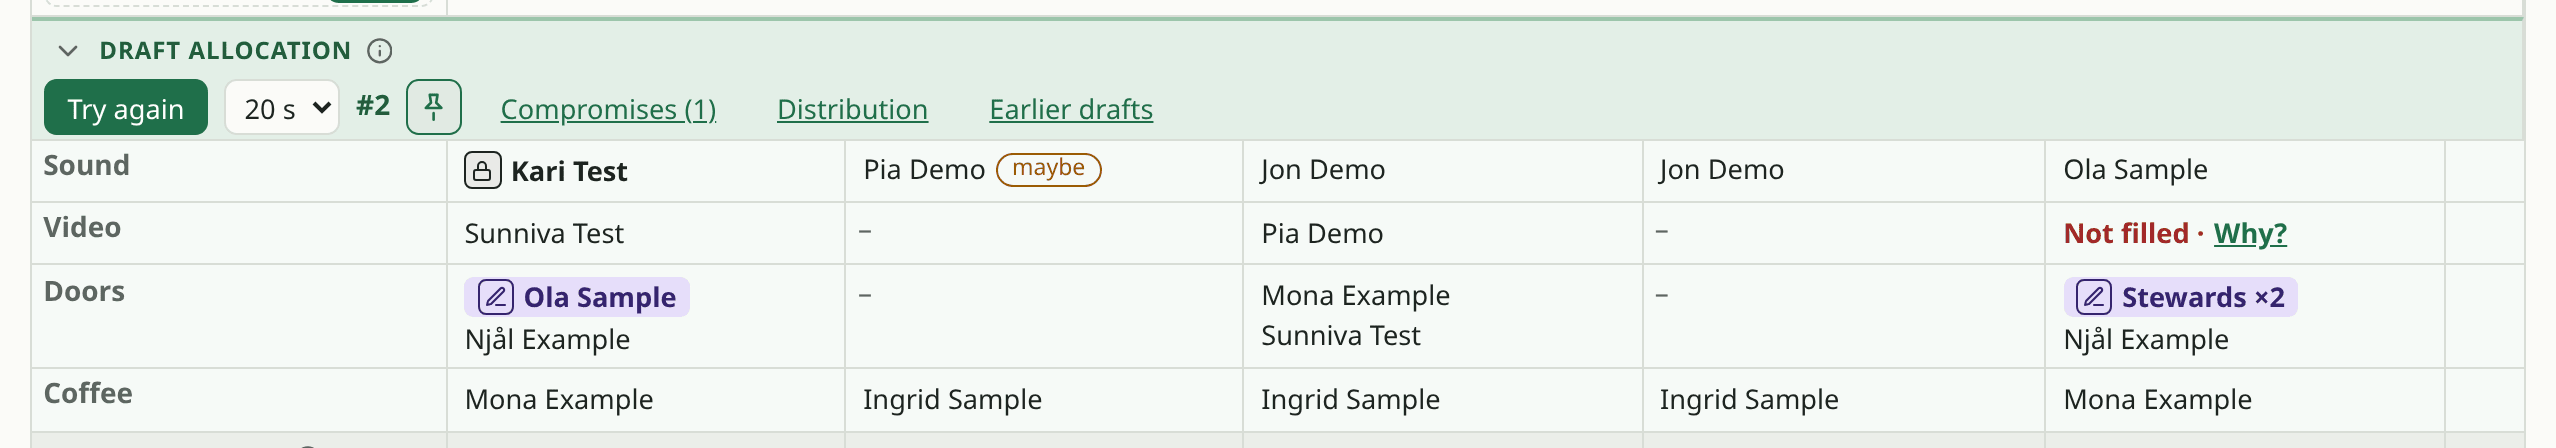 DRAFT ALLOCATION
Try again 20 s #2 Compromises (1) Distribution Earlier drafts
Sound Kari Test Pia Demo maybe Jon Demo Jon Demo Ola Sample
Video Sunniva Test – Pia Demo – Not filled · Why?
Doors Ola Sample – Mona Example – Stewards ×2
Njål Example Sunniva Test Njål Example
Coffee Mona Example Ingrid Sample Ingrid Sample Ingrid Sample Mona Example